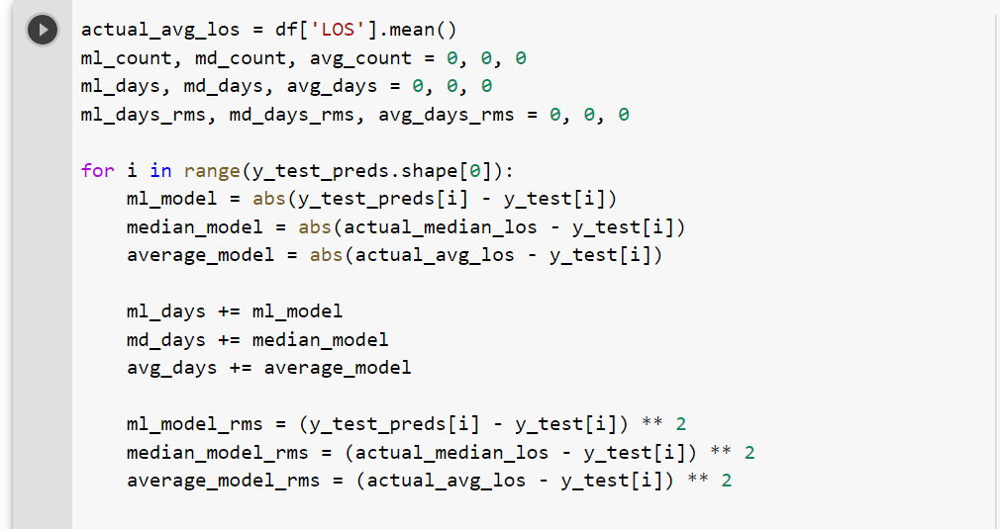 actual_avg_los = df['LOS'].mean()
ml_count, md_count, avg_count = 0, 0, 0
ml_days, md_days, avg_days = 0, 0, 0
ml_days_rms, md_days_rms, avg_days_rms = 0, 0, 0
for i in range(y_test_preds.shape[0]):
    ml_model = abs(y_test_preds[i] - y_test[i])
    median_model = abs(actual_median_los - y_test[i])
    average_model = abs(actual_avg_los - y_test[i])
    ml_days += ml_model
    md_days += median_model
    avg_days += average_model
    ml_model_rms = (y_test_preds[i] - y_test[i]) ** 2
    median_model_rms = (actual_median_los - y_test[i]) ** 2
    average_model_rms = (actual_avg_los - y_test[i]) ** 2